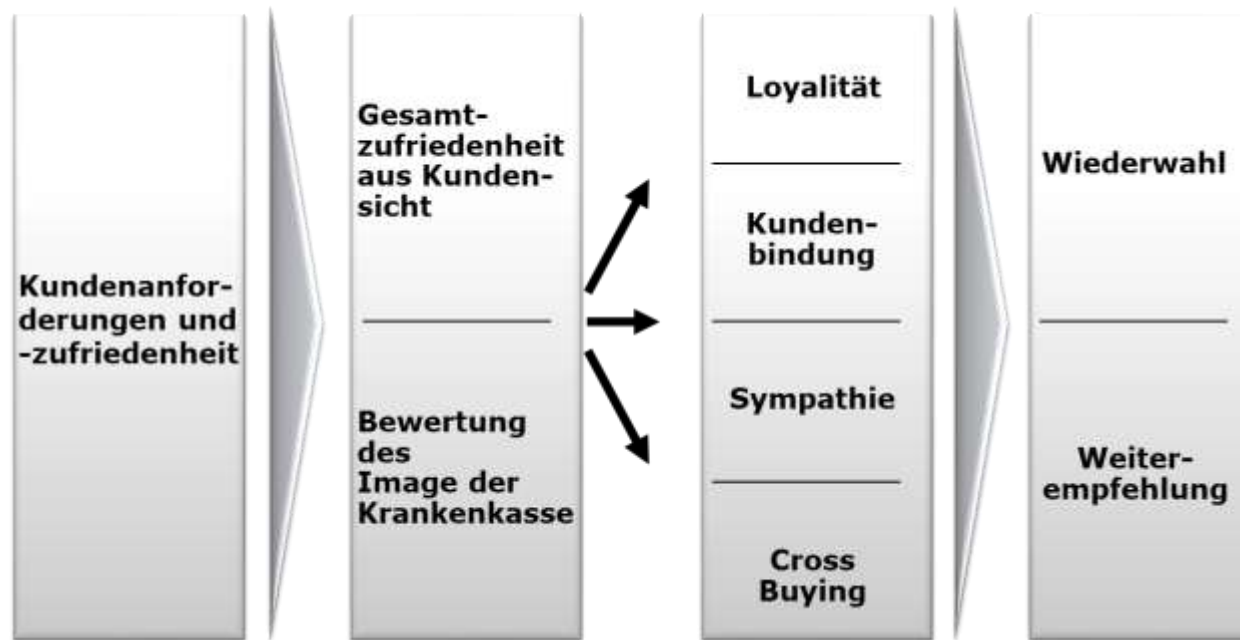 Kundenanfor-
derungen und
-zufriedenheit
Gesamt-
zufriedenheit
aus Kunden-
sicht
Bewertung
des
Image der
Krankenkasse
Loyalität
Kunden-
bindung
Sympathie
Cross
Buying
Wiederwahl
Weiter-
empfehlung